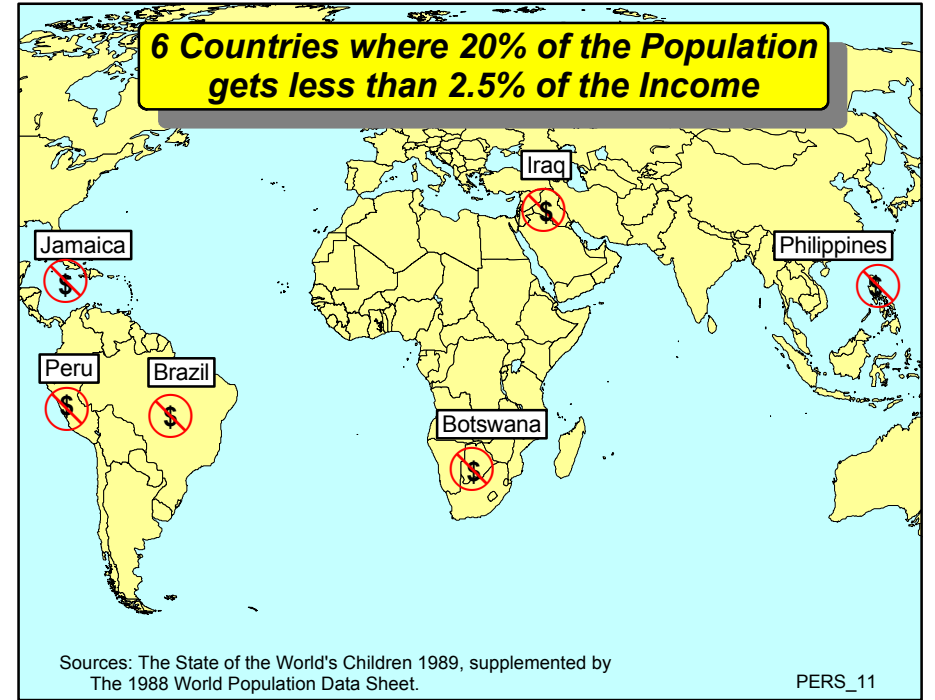 6 Countries where 20% of the Population
gets less than 2.5% of the Income
Iraq
$
Jamaica
$
Philippines
$
Peru
$
Brazil
$
Botswana
$
Sources: The State of the World's Children 1989, supplemented by
The 1988 World Population Data Sheet.
PERS_11